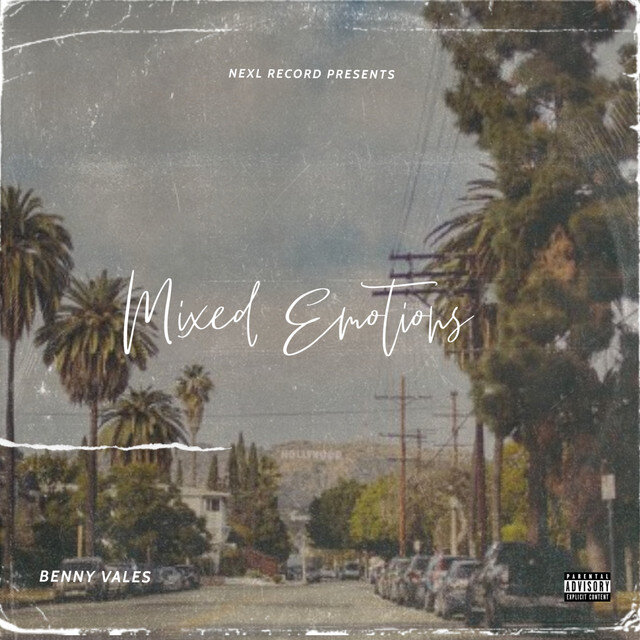 NEXL RECORD PRESENTS
Mixed Emotions
HOLLYWOOD
BENNY VALES
PARENTAL
ADVISORY
EXPLICIT CONTENT